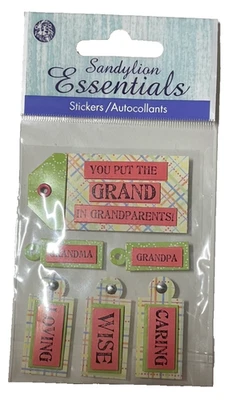 Sandylion
Essentials
Stickers/Autocollants
YOU PUT THE
GRAND
IN GRANDPARENTS!
GRANDMA
GRANDPA
LOVING
WISE
CARING